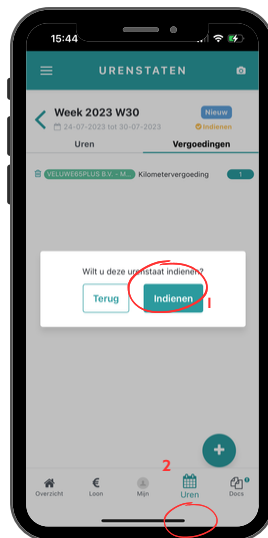 15:44
URENSTATEN
Week 2023 W30
Nieuw
24-07-2023 tot 30-07-2023
Indienen
Uren
Vergoedingen
VELUWE65PLUS B.V. – M... Kilometervergoeding 1
Wilt u deze urenstaat indienen?
Terug
Indienen
1
+
2
Overzicht
Loon
Mijn
Uren
Docs